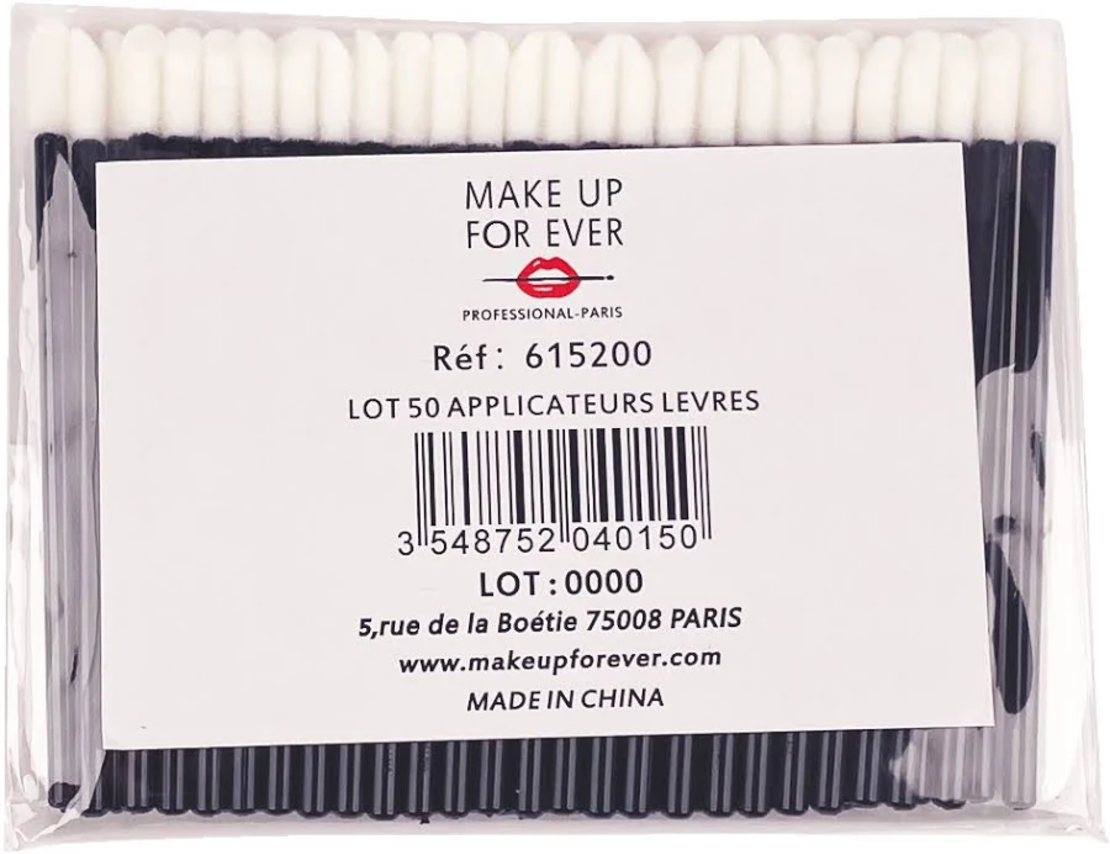 MAKE UP
FOR EVER
PROFESSIONAL-PARIS
Réf: 615200
LOT 50 APPLICATEURS LEVRES
3 548752 040150
LOT:0000
5,rue de la Boétie 75008 PARIS
www.makeupforever.com
MADE IN CHINA